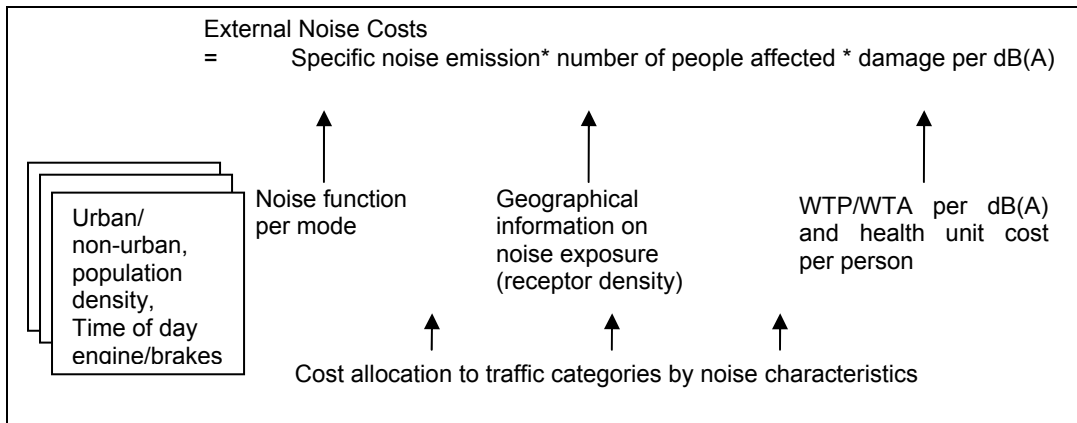 External Noise Costs
= Specific noise emission* number of people affected * damage per dB(A)
Urban/
non-urban,
population
density,
Time of day
engine/brakes
Noise function
per mode
Geographical
information on
noise exposure
(receptor density)
WTP/WTA per dB(A)
and health unit cost
per person
Cost allocation to traffic categories by noise characteristics